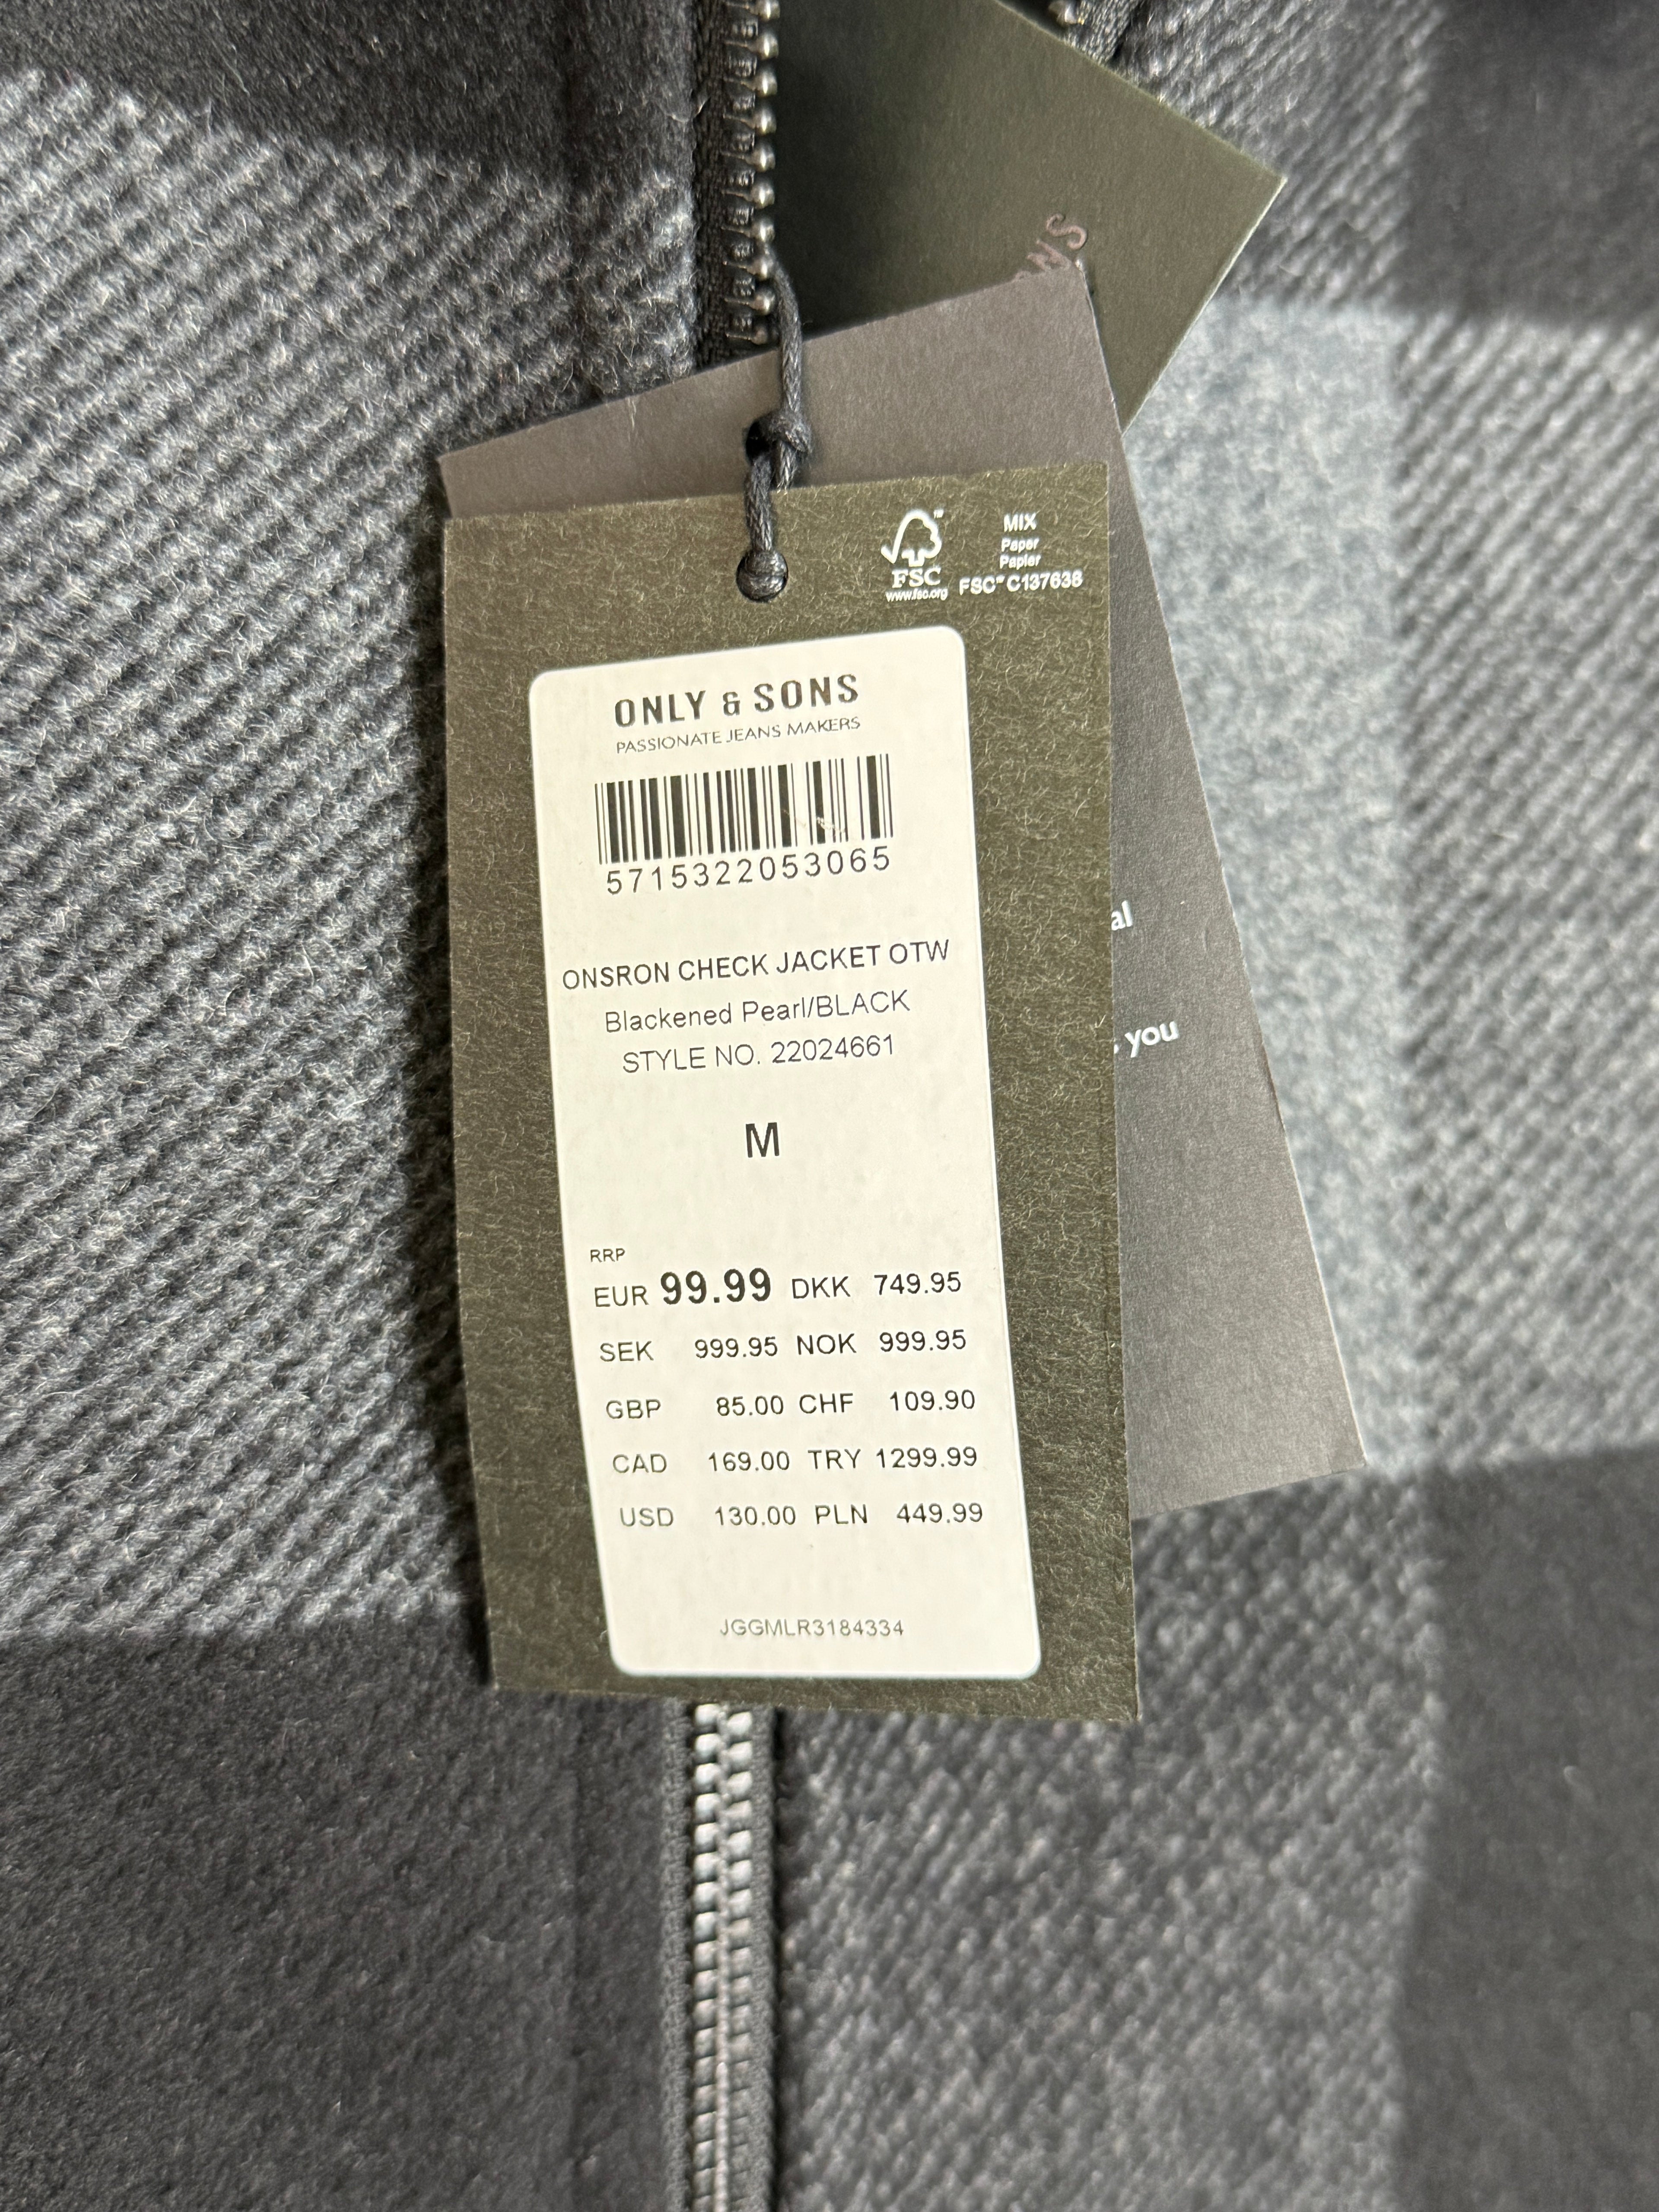 WS
FSC
www.fsc.org
MIX
Paper
Papier
FSC™ C137638
ONLY & SONS
PASSIONATE JEANS MAKERS
5715322053065
ONSRON CHECK JACKET OTW
Blackened Pearl/BLACK
STYLE NO. 22024661
M
RRP
EUR 99.99 DKK 749.95
SEK 999.95 NOK 999.95
GBP 85.00 CHF 109.90
CAD 169.00 TRY 1299.99
USD 130.00 PLN 449.99
JGGMLR3184334
al
you